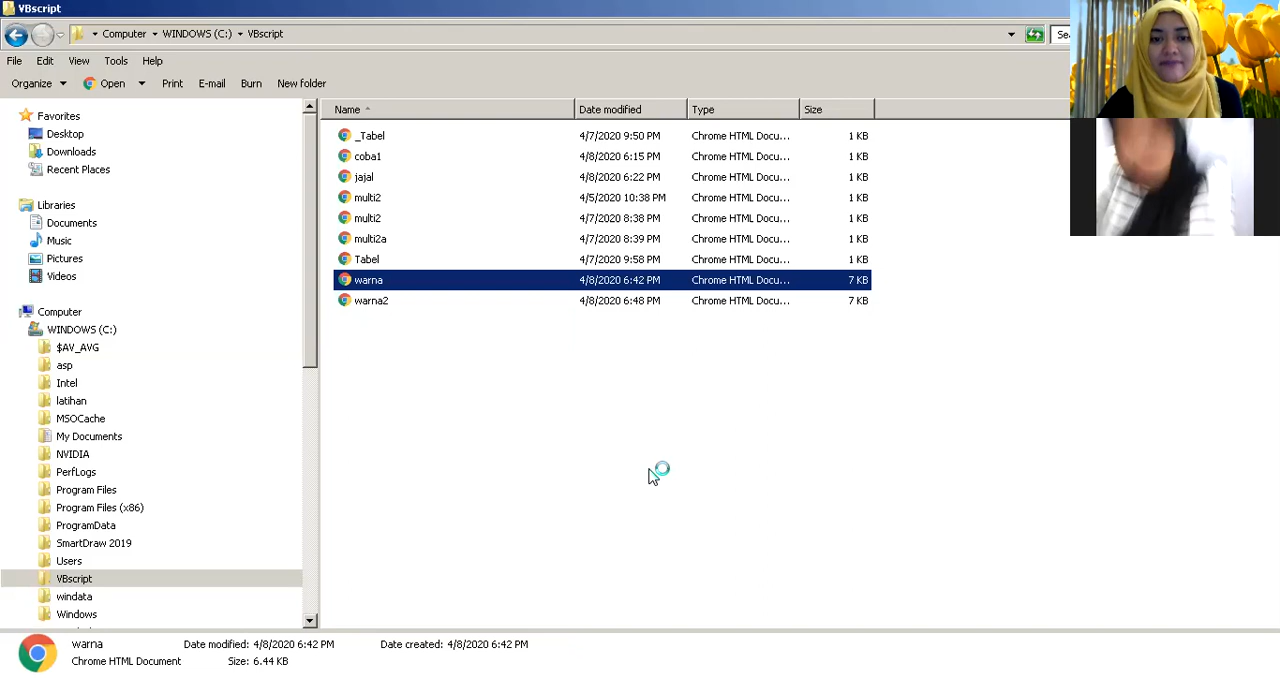 VBscript
Computer WINDOWS (C:) VBscript
File Edit View Tools Help
Organize Open Print E-mail Burn New folder
Favorites
Desktop
Downloads
Recent Places
Libraries
Documents
Music
Pictures
Videos
Computer
WINDOWS (C:)
$AV_AVG
asp
Intel
latihan
MSOCache
My Documents
NVIDIA
PerfLogs
Program Files
Program Files (x86)
ProgramData
SmartDraw 2019
Users
VBscript
windata
Windows
Name Date modified Type Size
_Tabel 4/7/2020 9:50 PM Chrome HTML Docu... 1 KB
coba1 4/8/2020 6:15 PM Chrome HTML Docu... 1 KB
jajal 4/8/2020 6:22 PM Chrome HTML Docu... 1 KB
multi2 4/5/2020 10:38 PM Chrome HTML Docu... 1 KB
multi2 4/7/2020 8:38 PM Chrome HTML Docu... 1 KB
multi2a 4/7/2020 8:39 PM Chrome HTML Docu... 1 KB
Tabel 4/7/2020 9:58 PM Chrome HTML Docu... 1 KB
warna 4/8/2020 6:42 PM Chrome HTML Docu... 7 KB
warna2 4/8/2020 6:48 PM Chrome HTML Docu... 7 KB
warna Date modified: 4/8/2020 6:42 PM Date created: 4/8/2020 6:42 PM
Chrome HTML Document Size: 6.44 KB